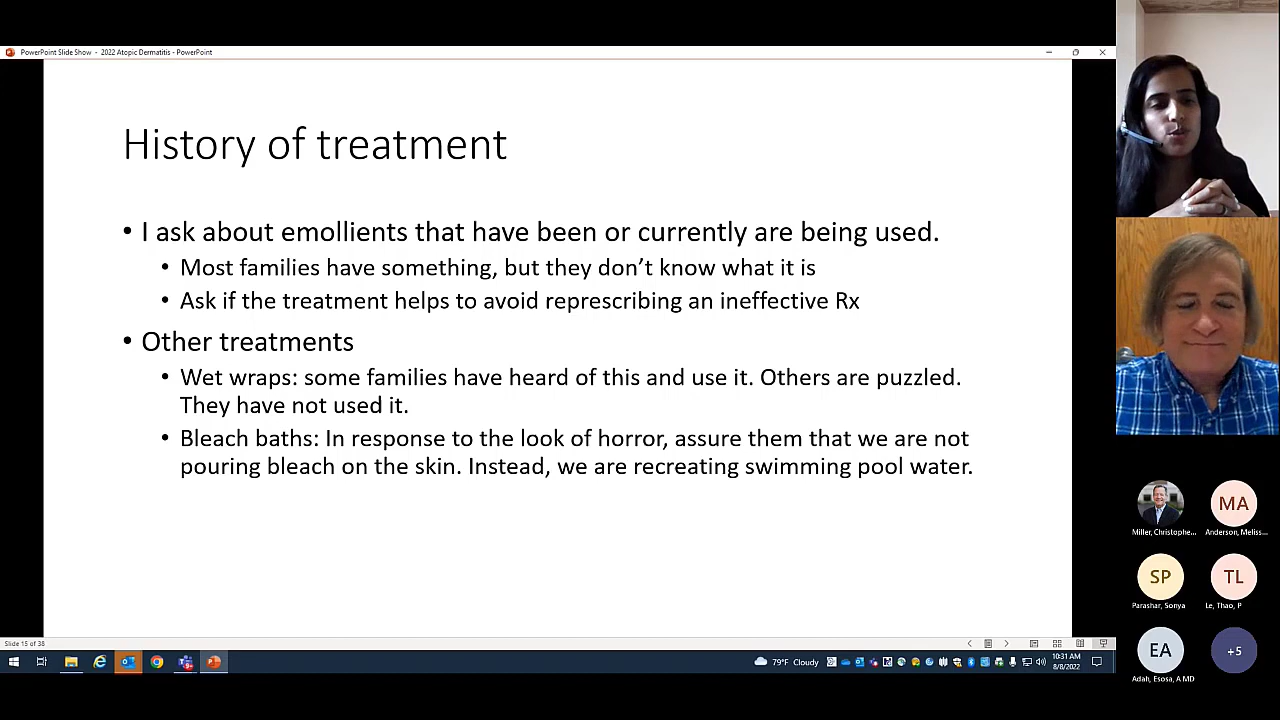 PowerPoint Slide Show - 2022 Atopic Dermatitis - PowerPoint
History of treatment
• I ask about emollients that have been or currently are being used.
• Most families have something, but they don't know what it is
• Ask if the treatment helps to avoid represcribing an ineffective Rx
• Other treatments
• Wet wraps: some families have heard of this and use it. Others are puzzled.
They have not used it.
• Bleach baths: In response to the look of horror, assure them that we are not
pouring bleach on the skin. Instead, we are recreating swimming pool water.
Slide 15 of 38
79°F Cloudy
10:31 AM
8/8/2022
Miller, Christophe...
MA
Anderson, Meliss...
SP
Parashar, Sonya
TL
Le, Thao, P
EA
Adah, Esosa, A MD
+5